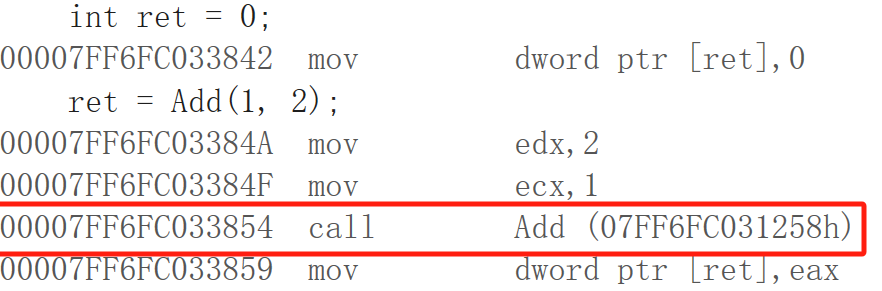 int ret = 0;
00007FF6FC033842 mov dword ptr [ret],0
ret = Add(1, 2);
00007FF6FC03384A mov edx,2
00007FF6FC03384F mov ecx,1
00007FF6FC033854 call Add (07FF6FC031258h)
00007FF6FC033859 mov dword ptr [ret],eax